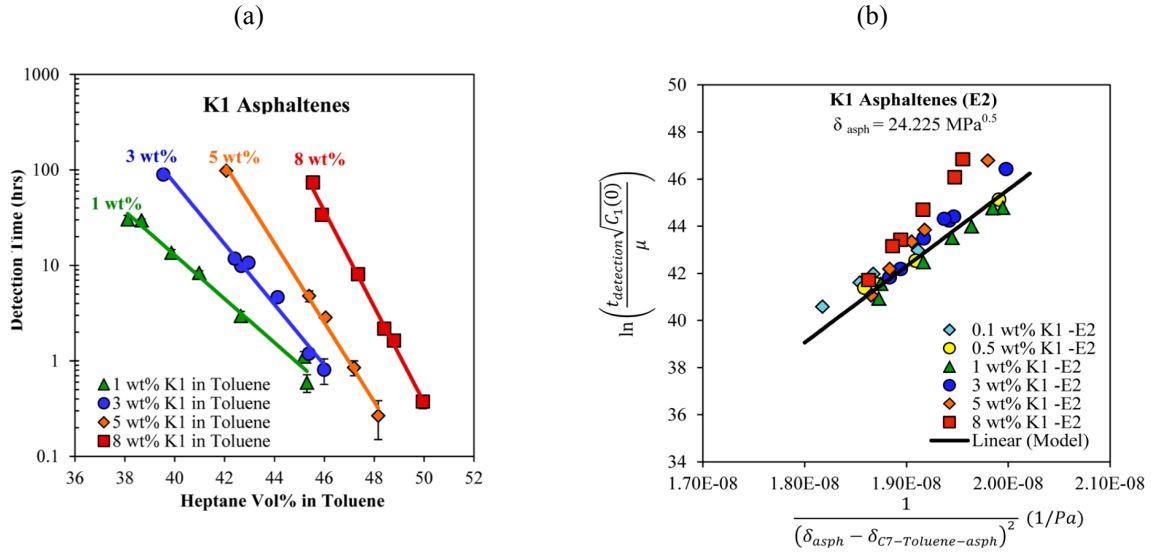 (a)
K1 Asphaltenes
Detection Time (hrs)
1000
100
10
1
0.1
1 wt%
3 wt%
5 wt%
8 wt%
1 wt% K1 in Toluene
3 wt% K1 in Toluene
5 wt% K1 in Toluene
8 wt% K1 in Toluene
36 38 40 42 44 46 48 50 52
Heptane Vol% in Toluene
(b)
K1 Asphaltenes (E2)
δ asph = 24.225 MPa^0.5
ln(t_detection√C₁(0) / μ)
50
48
46
44
42
40
38
36
34
0.1 wt% K1 -E2
0.5 wt% K1 -E2
1 wt% K1 -E2
3 wt% K1 -E2
5 wt% K1 -E2
8 wt% K1 -E2
Linear (Model)
1.70E-08 1.80E-08 1.90E-08 2.00E-08 2.10E-08
1 / (δ_asph − δ_C7−Toluene−asph)² (1/Pa)